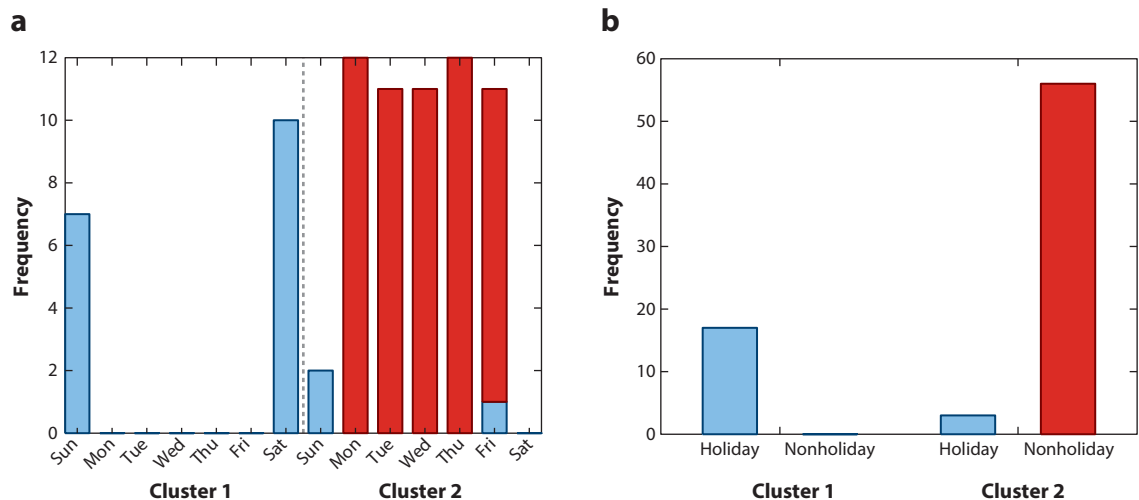 a
12
10
8
6
4
2
0
Frequency
Sun Mon Tue Wed Thu Fri Sat Sun Mon Tue Wed Thu Fri Sat
Cluster 1 Cluster 2
b
60
50
40
30
20
10
0
Frequency
Holiday Nonholiday Holiday Nonholiday
Cluster 1 Cluster 2